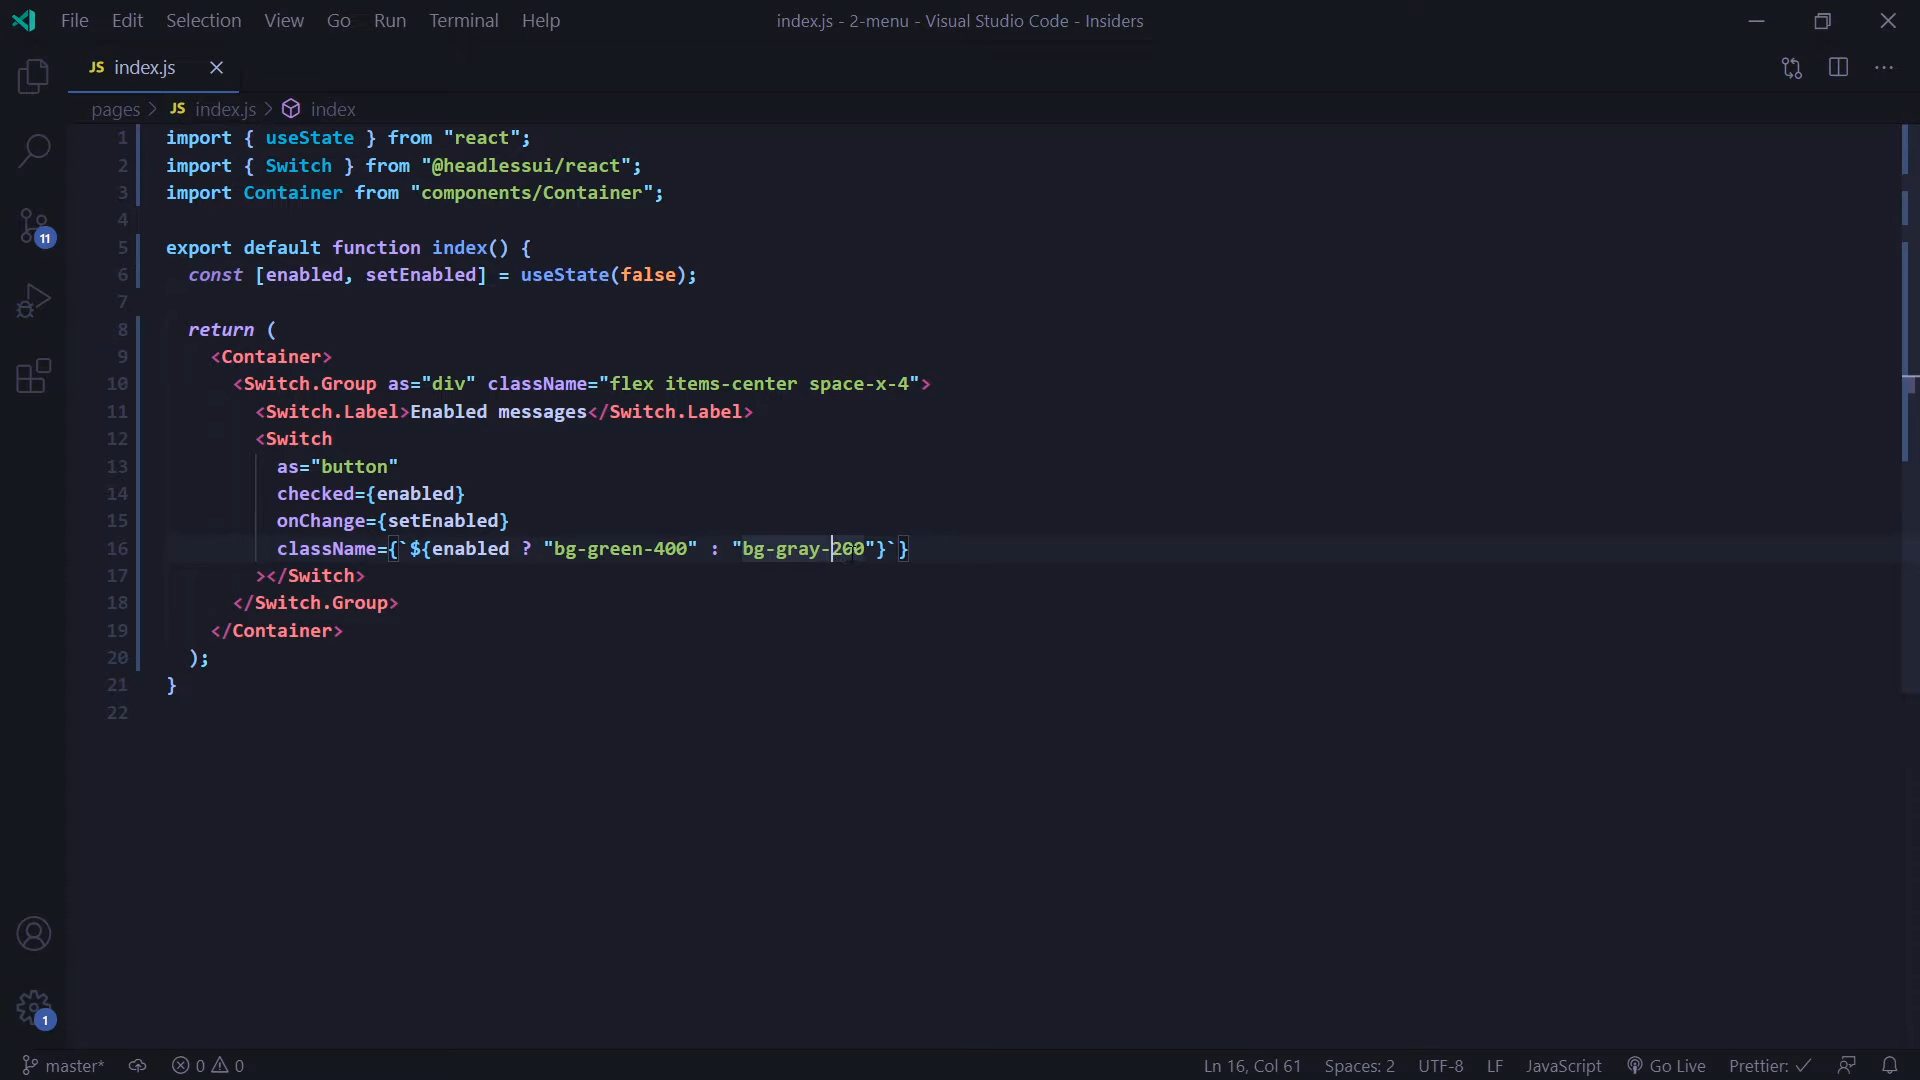 File Edit Selection View Go Run Terminal Help
index.js - 2-menu - Visual Studio Code - Insiders
JS index.js
pages > JS index.js > index
1 import { useState } from "react";
2 import { Switch } from "@headlessui/react";
3 import Container from "components/Container";
4
5 export default function index() {
6 const [enabled, setEnabled] = useState(false);
7
8 return (
9 <Container>
10 <Switch.Group as="div" className="flex items-center space-x-4">
11 <Switch.Label>Enabled messages</Switch.Label>
12 <Switch
13 as="button"
14 checked={enabled}
15 onChange={setEnabled}
16 className={`${enabled ? "bg-green-400" : "bg-gray-200"}`}
17 ></Switch>
18 </Switch.Group>
19 </Container>
20 );
21 }
22
11
1
master* 0 0 Ln 16, Col 61 Spaces: 2 UTF-8 LF JavaScript Go Live Prettier: ✓